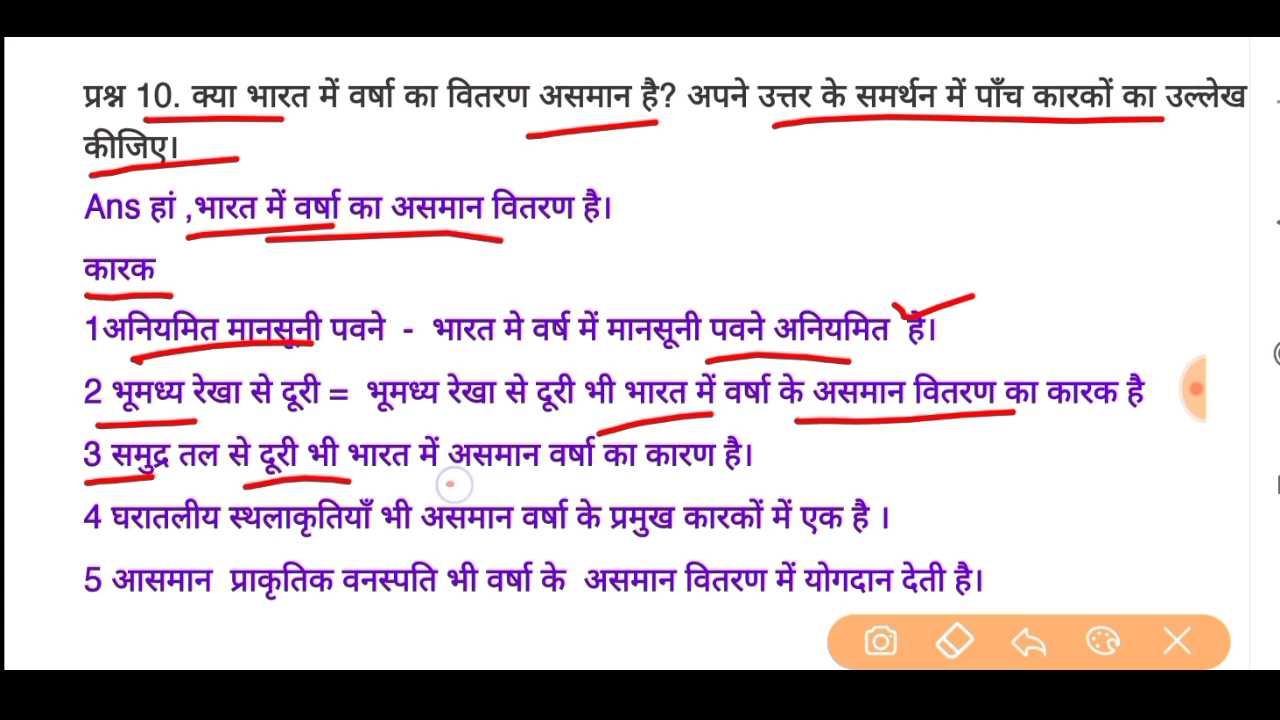 प्रश्न 10. क्या भारत में वर्षा का वितरण असमान है? अपने उत्तर के समर्थन में पाँच कारकों का उल्लेख
कीजिए।
Ans हां ,भारत में वर्षा का असमान वितरण है।
कारक
1अनियमित मानसूनी पवने - भारत मे वर्ष में मानसूनी पवने अनियमित है।
2 भूमध्य रेखा से दूरी = भूमध्य रेखा से दूरी भी भारत में वर्षा के असमान वितरण का कारक है
3 समुद्र तल से दूरी भी भारत में असमान वर्षा का कारण है।
4 घरातलीय स्थलाकृतियाँ भी असमान वर्षा के प्रमुख कारकों में एक है ।
5 आसमान प्राकृतिक वनस्पति भी वर्षा के असमान वितरण में योगदान देती है।